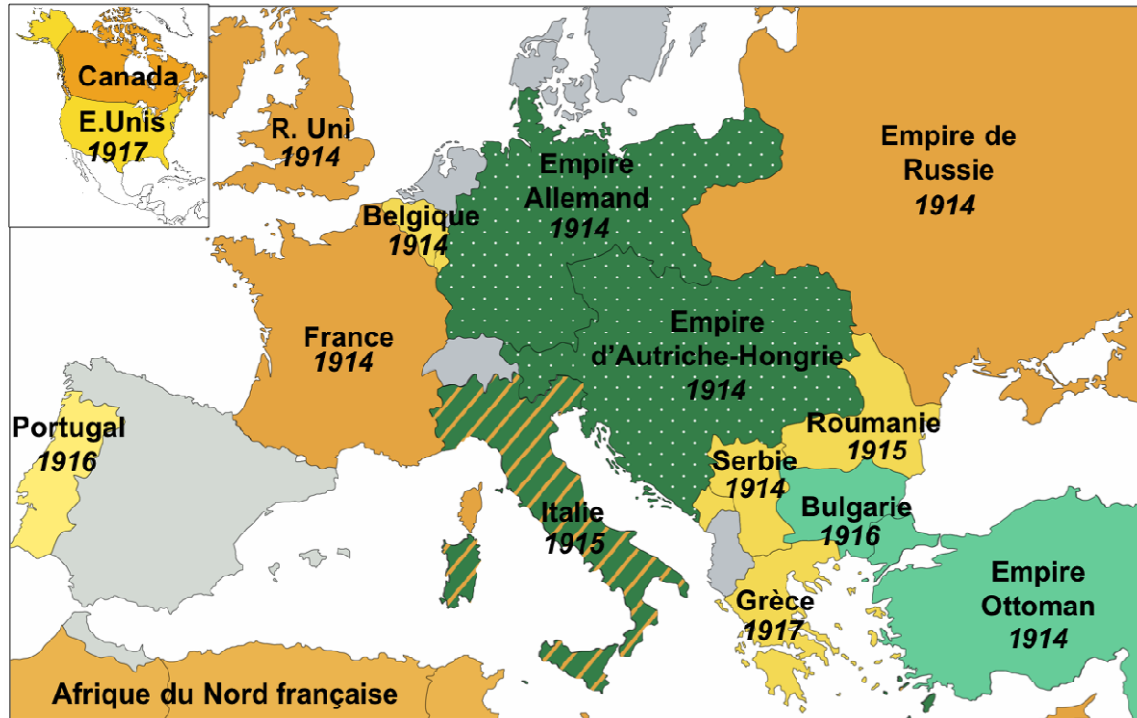 Canada
E.Unis
1917
R. Uni
1914
Empire de
Russie
1914
Empire
Allemand
1914
Belgique
1914
France
1914
Empire
d'Autriche-Hongrie
1914
Portugal
1916
Roumanie
1915
Serbie
1914
Bulgarie
1916
Italie
1915
Empire
Ottoman
1914
Grèce
1917
Afrique du Nord française